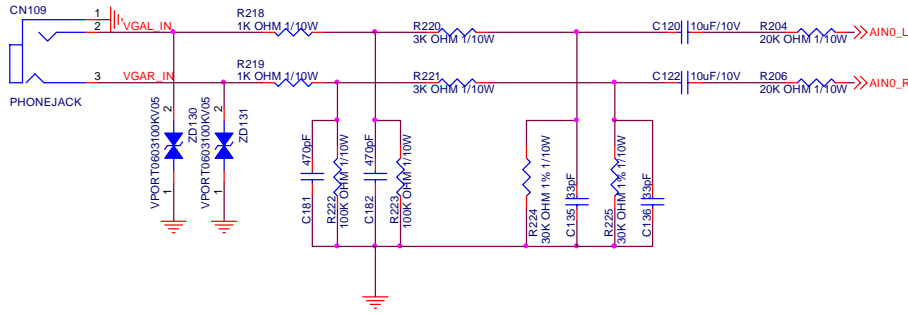 CN109
1
2
3
PHONEJACK
VGAL_IN
VGAR_IN
R218
1K OHM 1/10W
R219
1K OHM 1/10W
R220
3K OHM 1/10W
R221
3K OHM 1/10W
C120
10uF/10V
C122
10uF/10V
R204
20K OHM 1/10W
R206
20K OHM 1/10W
AIN0_L
AIN0_R
VPORT0603100KV05
2
1
ZD130
VPORT0603100KV05
2
1
ZD131
470pF
C181
R222
100K OHM 1/10W
470pF
C182
R223
100K OHM 1/10W
R224
30K OHM 1% 1/10W
C135
33pF
R225
30K OHM 1% 1/10W
C136
33pF